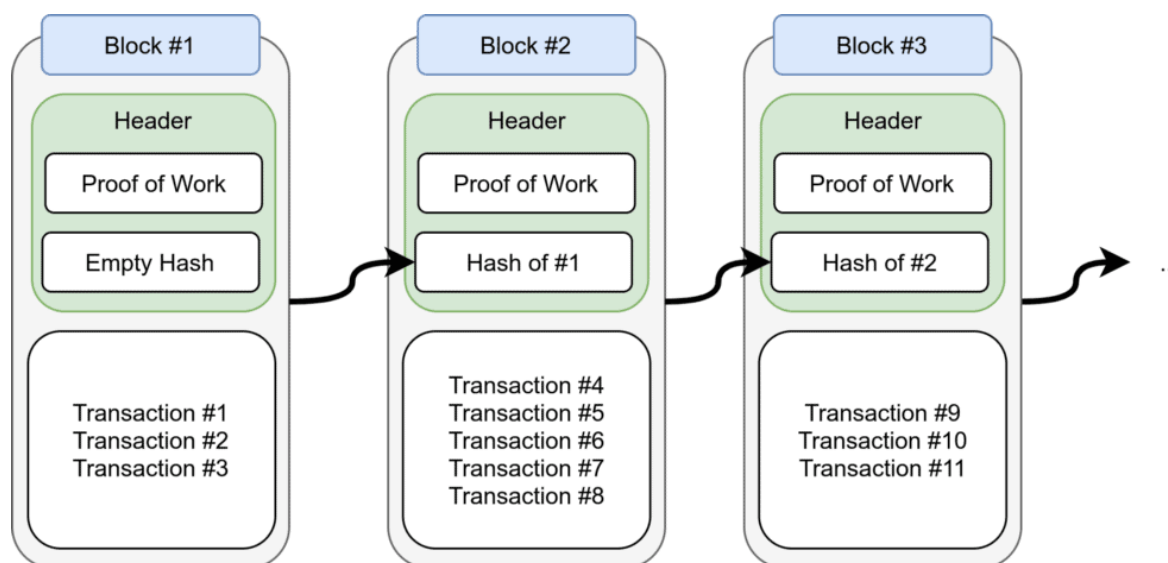 Block #1
Header
Proof of Work
Empty Hash
Transaction #1
Transaction #2
Transaction #3
Block #2
Header
Proof of Work
Hash of #1
Transaction #4
Transaction #5
Transaction #6
Transaction #7
Transaction #8
Block #3
Header
Proof of Work
Hash of #2
Transaction #9
Transaction #10
Transaction #11
.